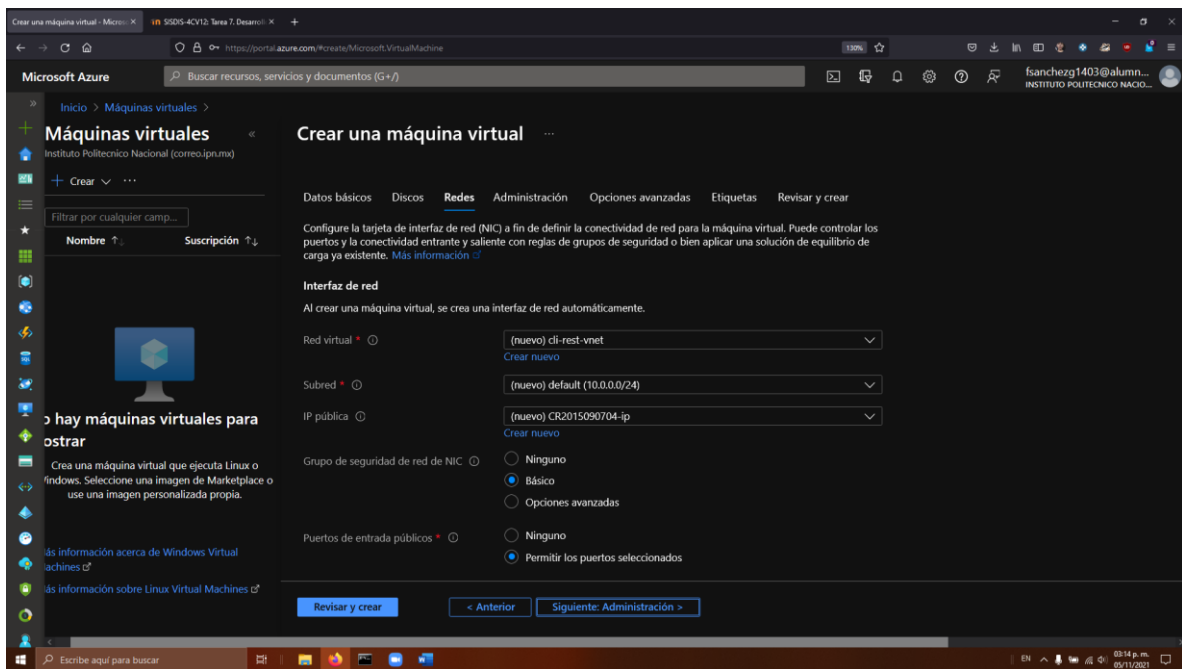 Crear una máquina virtual - Micros
SISDIS-4CV12: Tarea 7. Desarroll
https://portal.azure.com/#create/Microsoft.VirtualMachine
130%
Microsoft Azure
Buscar recursos, servicios y documentos (G+/)
fsanchezg1403@alumn...
INSTITUTO POLITECNICO NACIO...
Inicio > Máquinas virtuales >
Máquinas virtuales
Instituto Politecnico Nacional (correo.ipn.mx)
Crear
Filtrar por cualquier camp...
Nombre ↑↓ Suscripción ↑↓
o hay máquinas virtuales para
ostrar
Crea una máquina virtual que ejecuta Linux o
Windows. Seleccione una imagen de Marketplace o
use una imagen personalizada propia.
ás información acerca de Windows Virtual
achines
ás información sobre Linux Virtual Machines
Crear una máquina virtual ...
Datos básicos Discos Redes Administración Opciones avanzadas Etiquetas Revisar y crear
Configure la tarjeta de interfaz de red (NIC) a fin de definir la conectividad de red para la máquina virtual. Puede controlar los
puertos y la conectividad entrante y saliente con reglas de grupos de seguridad o bien aplicar una solución de equilibrio de
carga ya existente. Más información
Interfaz de red
Al crear una máquina virtual, se crea una interfaz de red automáticamente.
Red virtual *
(nuevo) cli-rest-vnet
Crear nuevo
Subred *
(nuevo) default (10.0.0.0/24)
IP pública
(nuevo) CR2015090704-ip
Crear nuevo
Grupo de seguridad de red de NIC
Ninguno
Básico
Opciones avanzadas
Puertos de entrada públicos *
Ninguno
Permitir los puertos seleccionados
Revisar y crear
< Anterior
Siguiente: Administración >
Escribe aquí para buscar
EN
03:14 p. m.
05/11/2021